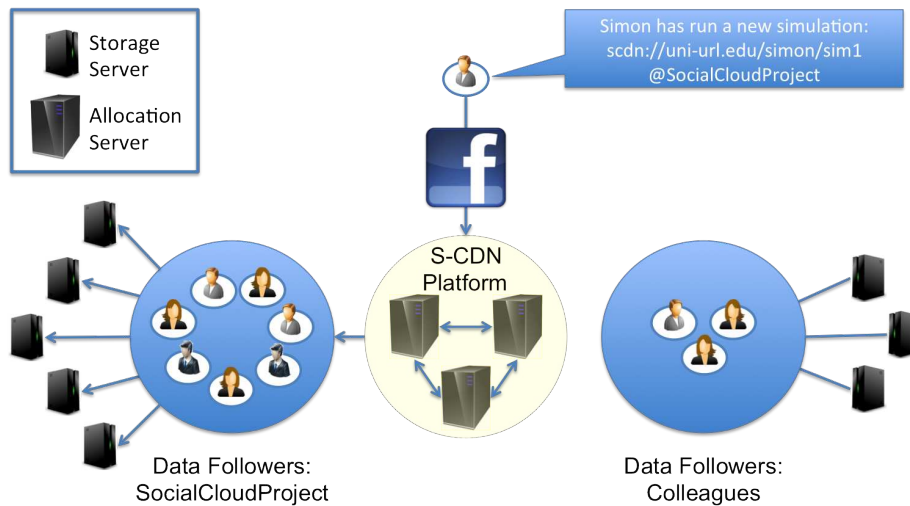 Storage
Server
Allocation
Server
Simon has run a new simulation:
scdn://uni-url.edu/simon/sim1
@SocialCloudProject
f
S-CDN
Platform
Data Followers:
SocialCloudProject
Data Followers:
Colleagues